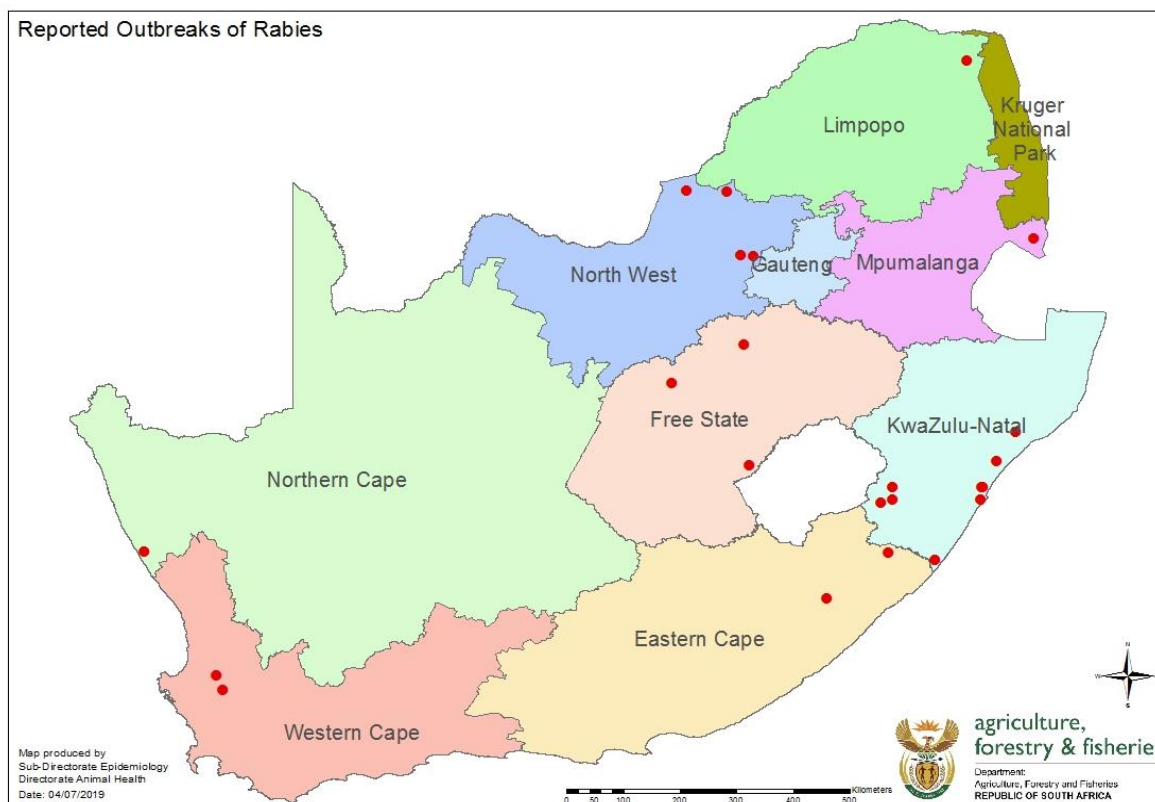 Reported Outbreaks of Rabies
Limpopo
Kruger
National
Park
North West
Gauteng
Mpumalanga
Free State
KwaZulu-Natal
Northern Cape
Eastern Cape
Western Cape
N
W
E
S
Map produced by
Sub-Directorate Epidemiology
Directorate Animal Health
Date: 04/07/2019
Kilometers
0 50 100 200 300 400 500
agriculture,
forestry & fisherie
Department:
Agriculture, Forestry and Fisheries
REPUBLIC OF SOUTH AFRICA